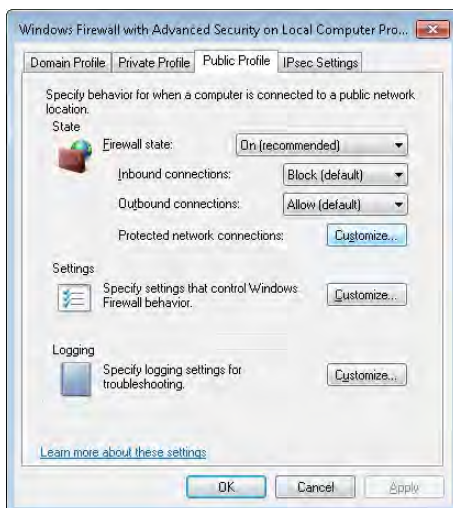 Windows Firewall with Advanced Security on Local Computer Pro...
Domain Profile Private Profile Public Profile IPsec Settings
Specify behavior for when a computer is connected to a public network
location.
State
Firewall state: On (recommended)
Inbound connections: Block (default)
Outbound connections: Allow (default)
Protected network connections: Customize...
Settings
Specify settings that control Windows
Firewall behavior.
Customize...
Logging
Specify logging settings for
troubleshooting.
Customize...
Learn more about these settings
OK Cancel Apply